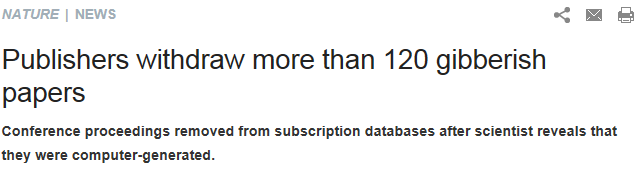 NATURE | NEWS
Publishers withdraw more than 120 gibberish
papers
Conference proceedings removed from subscription databases after scientist reveals that
they were computer-generated.